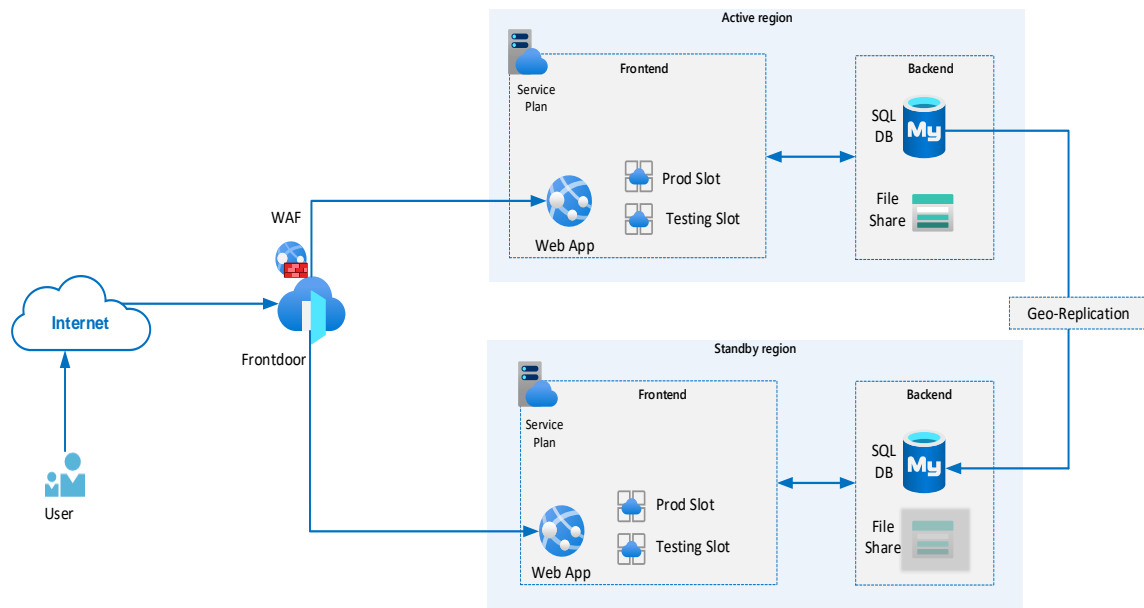 Active region
Frontend
Backend
Service
Plan
SQL
DB
My
Prod Slot
File
Share
Testing Slot
Web App
WAF
Internet
Frontdoor
User
Geo-Replication
Standby region
Frontend
Backend
Service
Plan
SQL
DB
My
Prod Slot
File
Share
Testing Slot
Web App